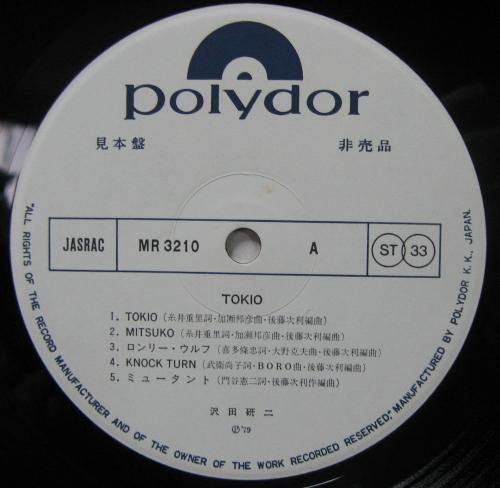 polydor
見本盤 非売品
JASRAC MR 3210 A ST 33
TOKIO
1. TOKIO (糸井重里詞・加瀬邦彦曲・後藤次利編曲)
2. MITSUKO (糸井重里詞・加瀬邦彦曲・後藤次利編曲)
3. ロンリー・ウルフ (喜多條忠詞・大野克夫曲・後藤次利編曲)
4. KNOCK TURN (武衛尚子詞・BORO曲・後藤次利編曲)
5. ミュータント (門谷憲二詞・後藤次利作編曲)
沢田研二
Ⓟ'79
"ALL RIGHTS OF THE RECORD MANUFACTURER AND OF THE OWNER OF THE WORK RECORDED RESERVED," MANUFACTURED BY POLYDOR K. K., JAPAN.